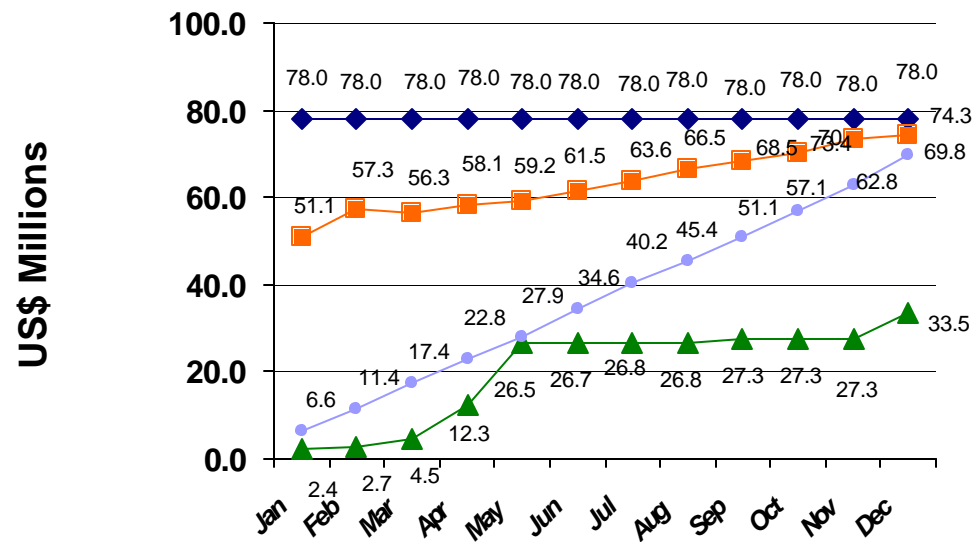 US$ Millions
100.0
80.0
60.0
40.0
20.0
0.0
78.0 78.0 78.0 78.0 78.0 78.0 78.0 78.0 78.0 78.0 78.0 78.0
51.1 57.3 56.3 58.1 59.2 61.5 63.6 66.5 68.5 70. 73.4 74.3
6.6 11.4 17.4 22.8 27.9 34.6 40.2 45.4 51.1 57.1 62.8 69.8
2.4 2.7 4.5 12.3 26.5 26.7 26.8 26.8 27.3 27.3 27.3 33.5
Jan Feb Mar Apr May Jun Jul Aug Sep Oct Nov Dec